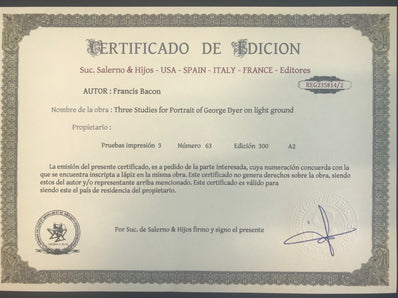 CERTIFICADO DE EDICION
Suc. Salerno & Hijos - USA - SPAIN - ITALY - FRANCE - Editores
REG235814/2
AUTOR : Francis Bacon
Nombre de la obra : Three Studies for Portrait of George Dyer on light ground
Propietario :
Pruebas impresión 3 Número 63 Edición 300 A2
La emisión del presente certificado, es a pedido de la parte interesada, cuya numeración concuerda con la
que se encuentra inscripta a lápiz en la misma obra. Este certificado no genera derechos sobre la obra, siendo
estos del autor y/o representante arriba mencionado. Este certificado es válido para
siendo este el país de residencia del propietario.
Por Suc. de Salerno & Hijos firmo y signo el presente